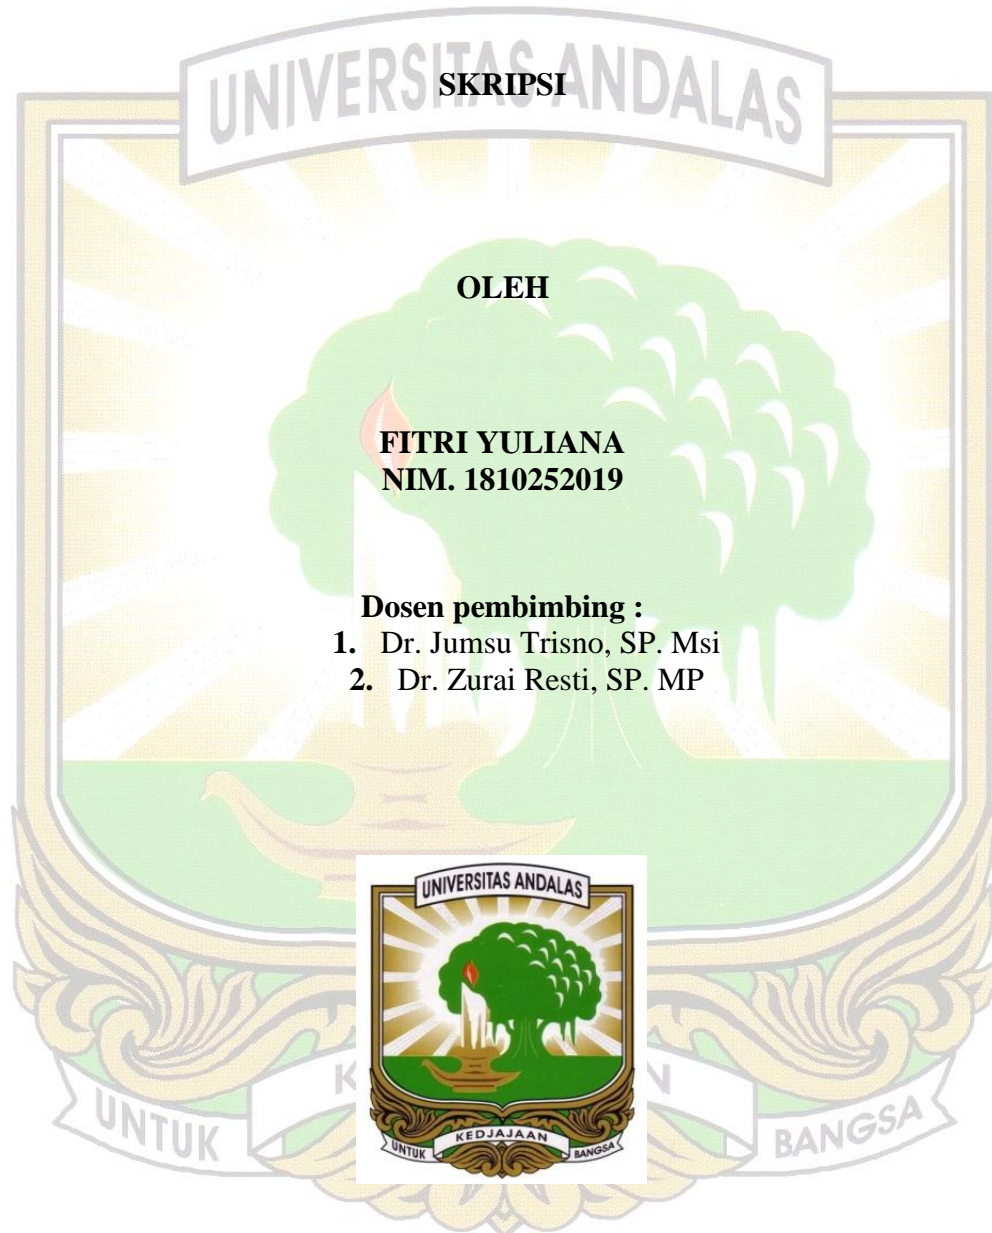 UNIVERSITAS ANDALAS
SKRIPSI
OLEH
FITRI YULIANA
NIM. 1810252019
Dosen pembimbing :
1. Dr. Jumsu Trisno, SP. Msi
2. Dr. Zurai Resti, SP. MP
UNIVERSITAS ANDALAS
UNTUK KEDJAJAAN BANGSA
UNTUK K N BANGSA